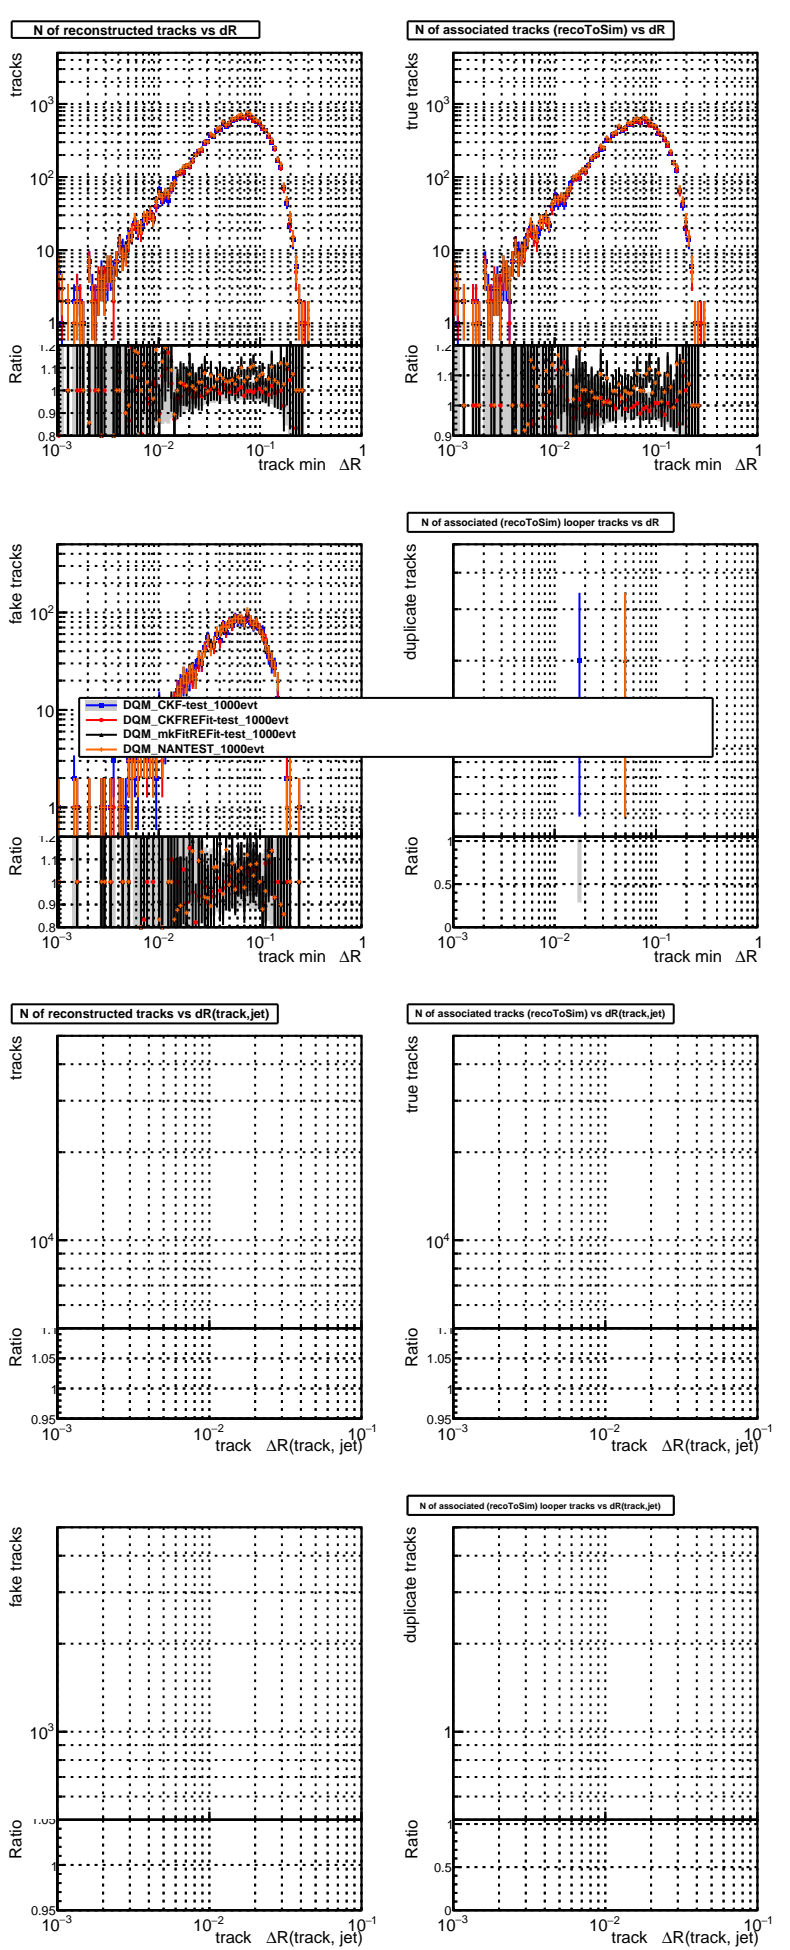 N of reconstructed tracks vs dR
tracks
10³
10²
10
1
Ratio
1.2
1.1
1
0.9
0.8
10⁻³
10⁻²
10⁻¹
1
track min ΔR
N of associated tracks (recoToSim) vs dR
true tracks
10³
10²
10
1
Ratio
1.2
1.1
1
0.9
10⁻³
10⁻²
10⁻¹
1
track min ΔR
fake tracks
10²
10
1
Ratio
1.2
1.1
1
0.9
0.8
10⁻³
10⁻²
10⁻¹
1
track min ΔR
N of associated (recoToSim) looper tracks vs dR
duplicate tracks
Ratio
1
0.5
0
10⁻³
10⁻²
10⁻¹
1
track min ΔR
DQM_CKF-test_1000evt
DQM_CKFREFit-test_1000evt
DQM_mkFitREFit-test_1000evt
DQM_NANTEST_1000evt
N of reconstructed tracks vs dR(track,jet)
tracks
10⁴
Ratio
1.1
1.05
1
0.95
10⁻³
10⁻²
10⁻¹
track ΔR(track, jet)
N of associated tracks (recoToSim) vs dR(track,jet)
true tracks
10⁴
Ratio
1.1
1.05
1
0.95
10⁻³
10⁻²
10⁻¹
track ΔR(track, jet)
fake tracks
10³
Ratio
1.05
1
0.95
10⁻³
10⁻²
10⁻¹
track ΔR(track, jet)
N of associated (recoToSim) looper tracks vs dR(track,jet)
duplicate tracks
1
Ratio
1
0.5
0
10⁻³
10⁻²
10⁻¹
track ΔR(track, jet)